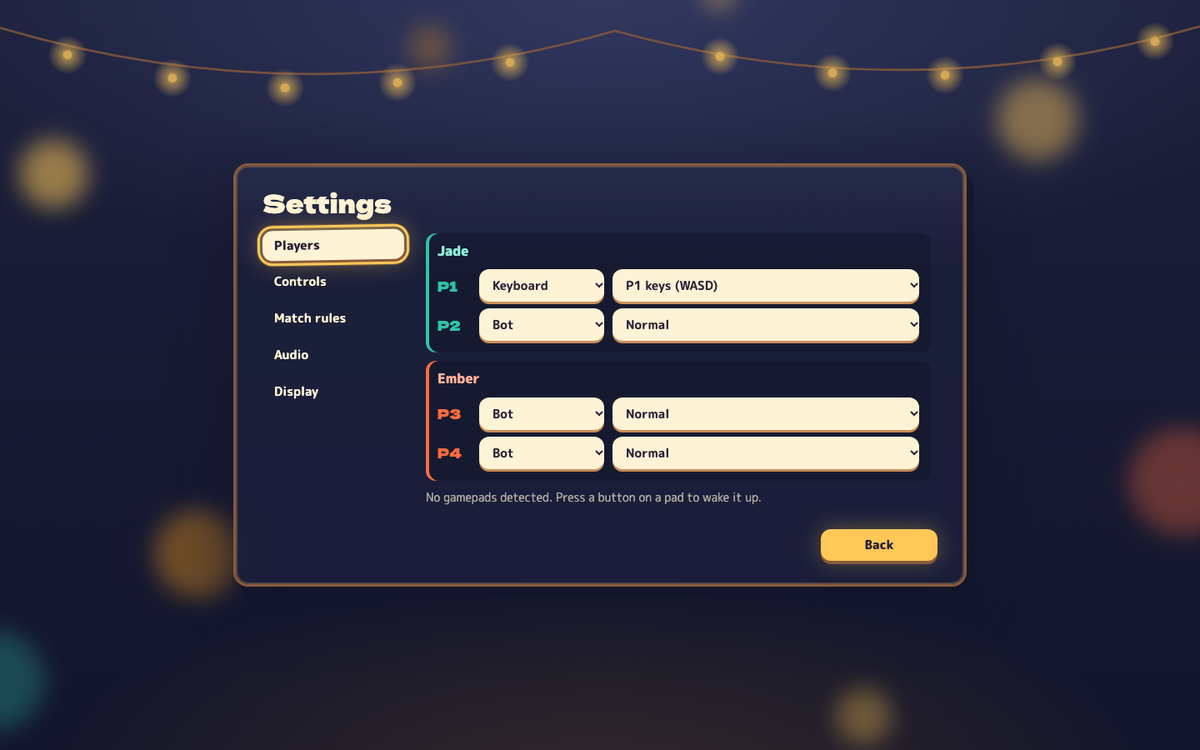 Settings
Players
Controls
Match rules
Audio
Display
Jade
P1 Keyboard P1 keys (WASD)
P2 Bot Normal
Ember
P3 Bot Normal
P4 Bot Normal
No gamepads detected. Press a button on a pad to wake it up.
Back